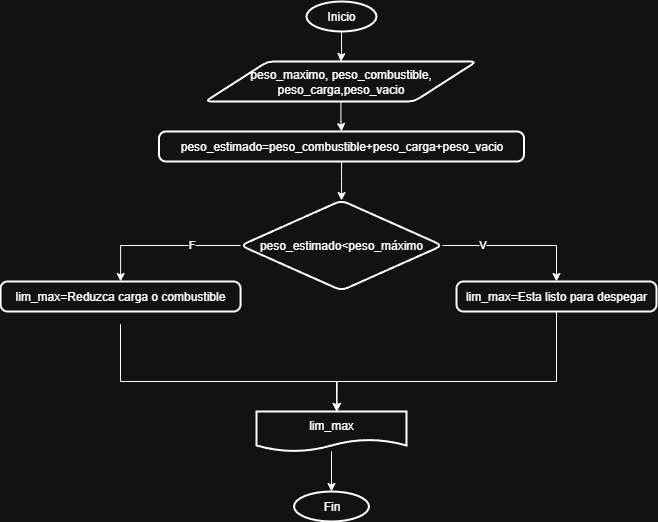 Inicio
peso_maximo, peso_combustible,
peso_carga,peso_vacio
peso_estimado=peso_combustible+peso_carga+peso_vacio
peso_estimado<peso_máximo
F
V
lim_max=Reduzca carga o combustible
lim_max=Esta listo para despegar
lim_max
Fin